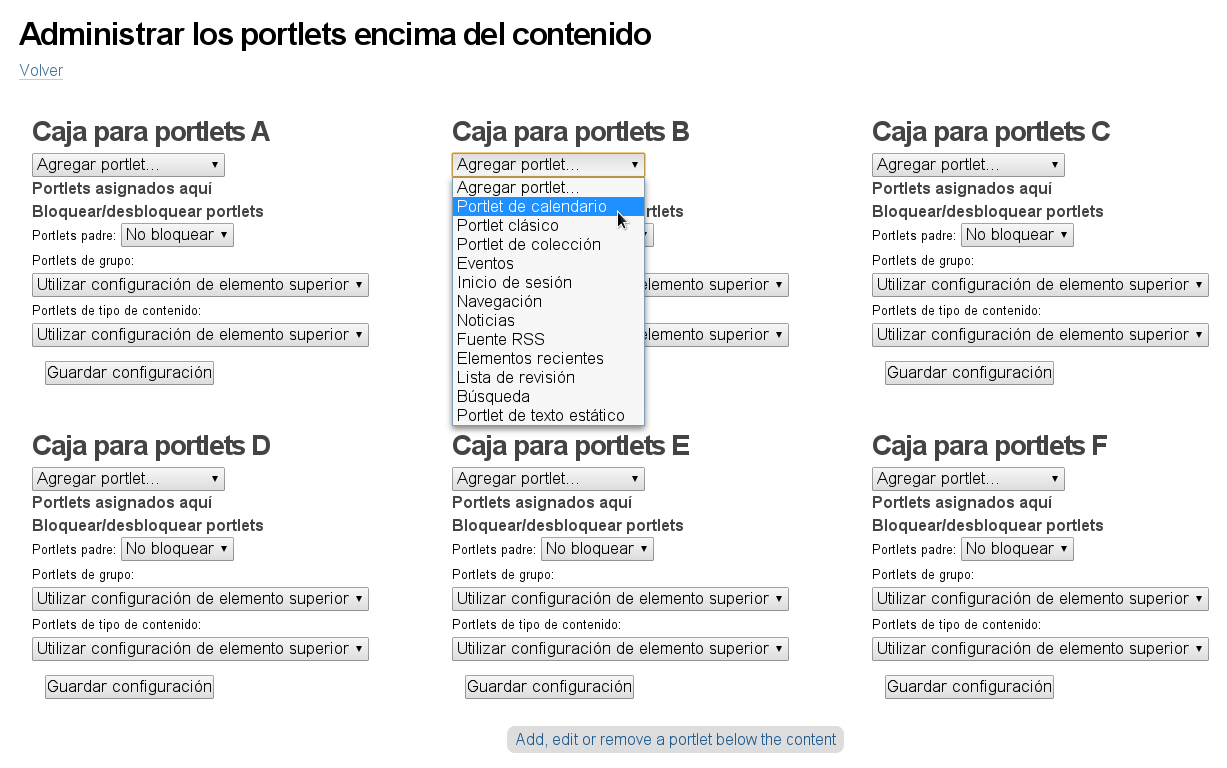 Administrar los portlets encima del contenido
Volver
Caja para portlets A
Agregar portlet...
Portlets asignados aquí
Bloquear/desbloquear portlets
Portlets padre: No bloquear
Portlets de grupo:
Utilizar configuración de elemento superior
Portlets de tipo de contenido:
Utilizar configuración de elemento superior
Guardar configuración
Caja para portlets B
Agregar portlet...
Agregar portlet...
Portlet de calendario
Portlet clásico
Portlet de colección
Eventos
Inicio de sesión
Navegación
Noticias
Fuente RSS
Elementos recientes
Lista de revisión
Búsqueda
Portlet de texto estático
rtlets
elemento superior
elemento superior
Caja para portlets C
Agregar portlet...
Portlets asignados aquí
Bloquear/desbloquear portlets
Portlets padre: No bloquear
Portlets de grupo:
Utilizar configuración de elemento superior
Portlets de tipo de contenido:
Utilizar configuración de elemento superior
Guardar configuración
Caja para portlets D
Agregar portlet...
Portlets asignados aquí
Bloquear/desbloquear portlets
Portlets padre: No bloquear
Portlets de grupo:
Utilizar configuración de elemento superior
Portlets de tipo de contenido:
Utilizar configuración de elemento superior
Guardar configuración
Caja para portlets E
Agregar portlet...
Portlets asignados aquí
Bloquear/desbloquear portlets
Portlets padre: No bloquear
Portlets de grupo:
Utilizar configuración de elemento superior
Portlets de tipo de contenido:
Utilizar configuración de elemento superior
Guardar configuración
Caja para portlets F
Agregar portlet...
Portlets asignados aquí
Bloquear/desbloquear portlets
Portlets padre: No bloquear
Portlets de grupo:
Utilizar configuración de elemento superior
Portlets de tipo de contenido:
Utilizar configuración de elemento superior
Guardar configuración
Add, edit or remove a portlet below the content